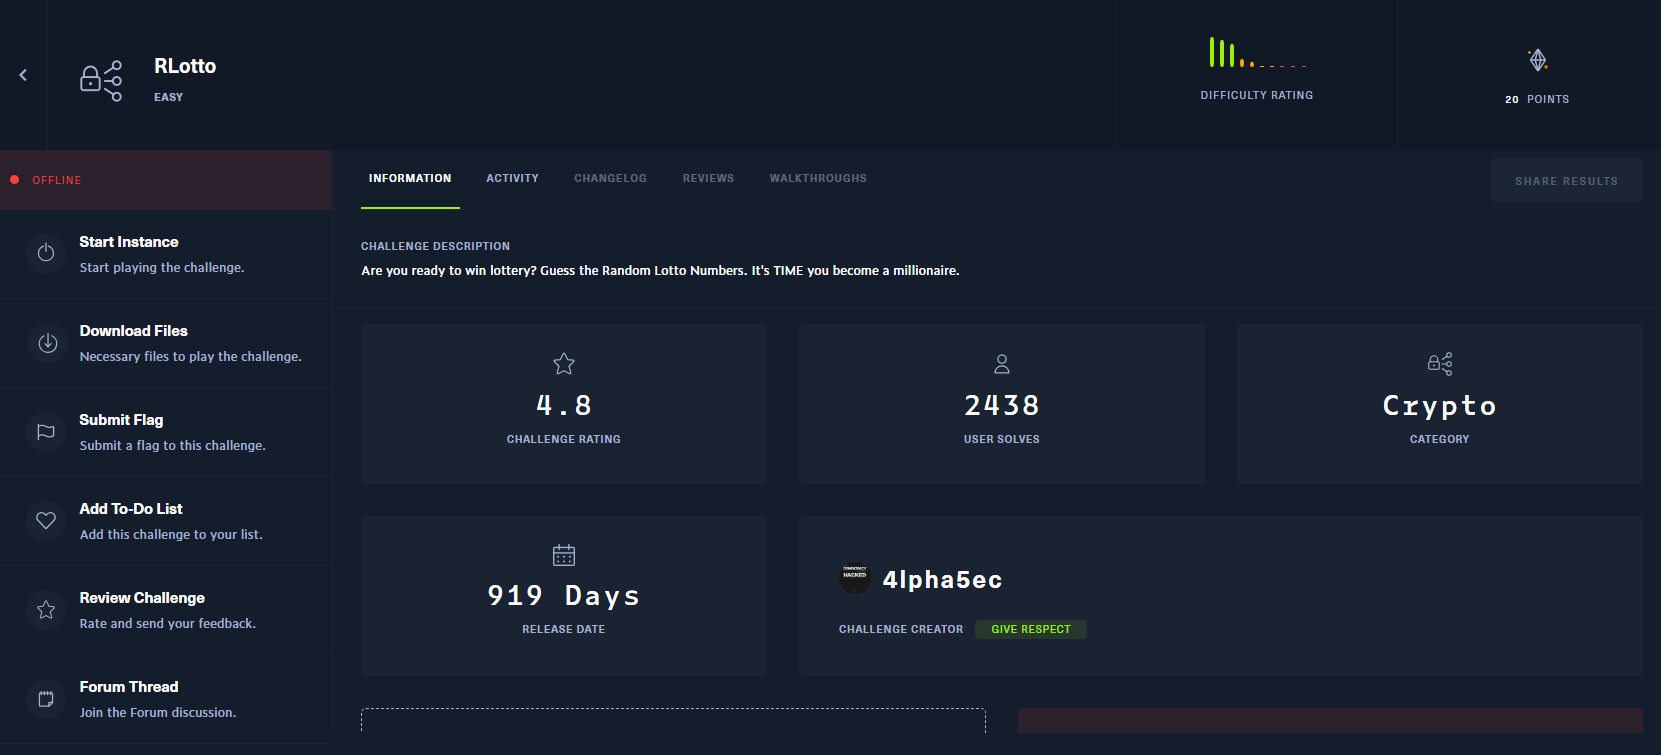 RLotto
EASY
DIFFICULTY RATING
20 POINTS
OFFLINE
INFORMATION ACTIVITY CHANGELOG REVIEWS WALKTHROUGHS
SHARE RESULTS
Start Instance
Start playing the challenge.
Download Files
Necessary files to play the challenge.
Submit Flag
Submit a flag to this challenge.
Add To-Do List
Add this challenge to your list.
Review Challenge
Rate and send your feedback.
Forum Thread
Join the Forum discussion.
CHALLENGE DESCRIPTION
Are you ready to win lottery? Guess the Random Lotto Numbers. It's TIME you become a millionaire.
4.8
CHALLENGE RATING
2438
USER SOLVES
Crypto
CATEGORY
919 Days
RELEASE DATE
DEMOCRACY
HACKED
4lpha5ec
CHALLENGE CREATOR GIVE RESPECT